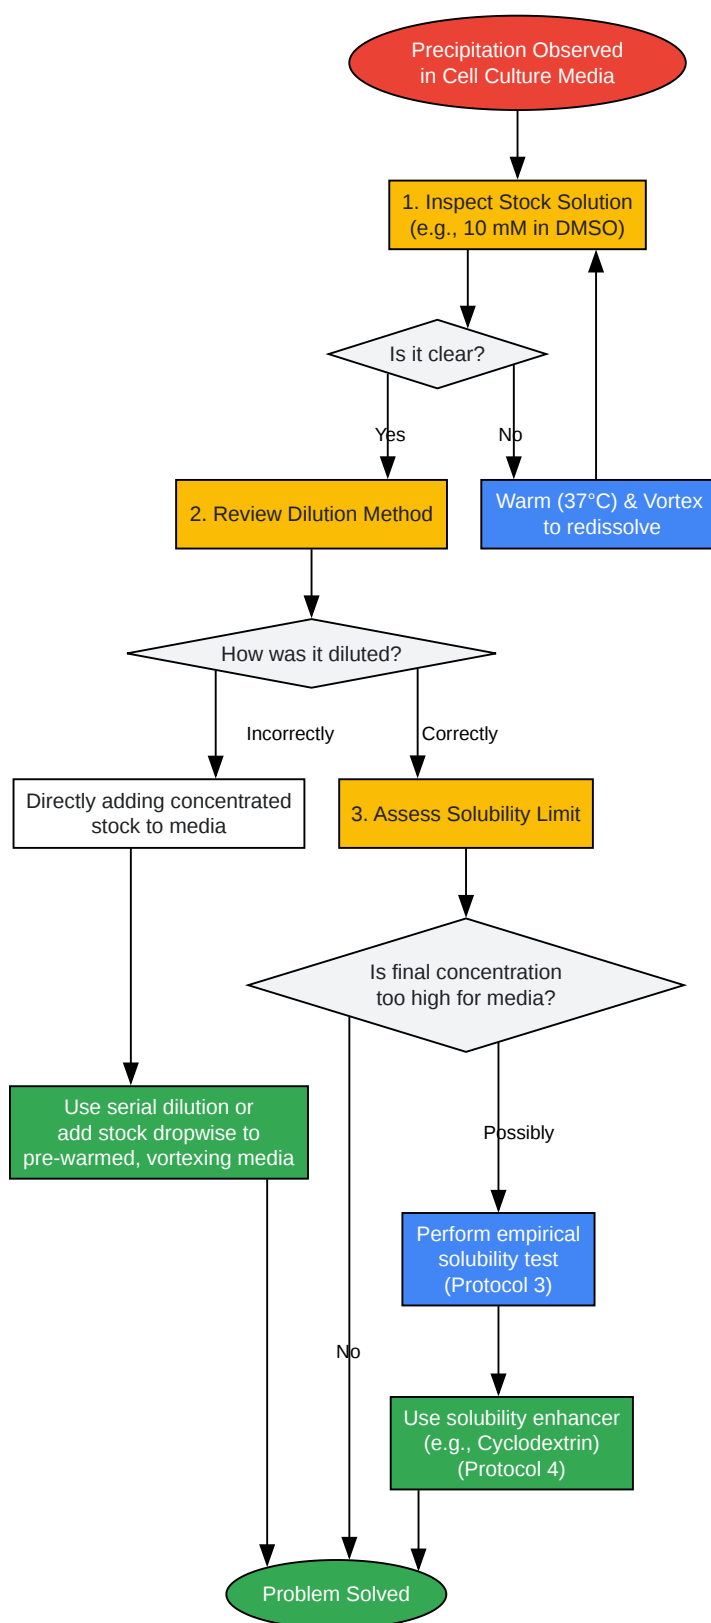 Precipitation Observed
in Cell Culture Media
1. Inspect Stock Solution
(e.g., 10 mM in DMSO)
Is it clear?
Yes
No
2. Review Dilution Method
Warm (37°C) & Vortex
to redissolve
How was it diluted?
Incorrectly
Correctly
Directly adding concentrated
stock to media
3. Assess Solubility Limit
Is final concentration
too high for media?
Use serial dilution or
add stock dropwise to
pre-warmed, vortexing media
Possibly
Perform empirical
solubility test
(Protocol 3)
No
Use solubility enhancer
(e.g., Cyclodextrin)
(Protocol 4)
Problem Solved